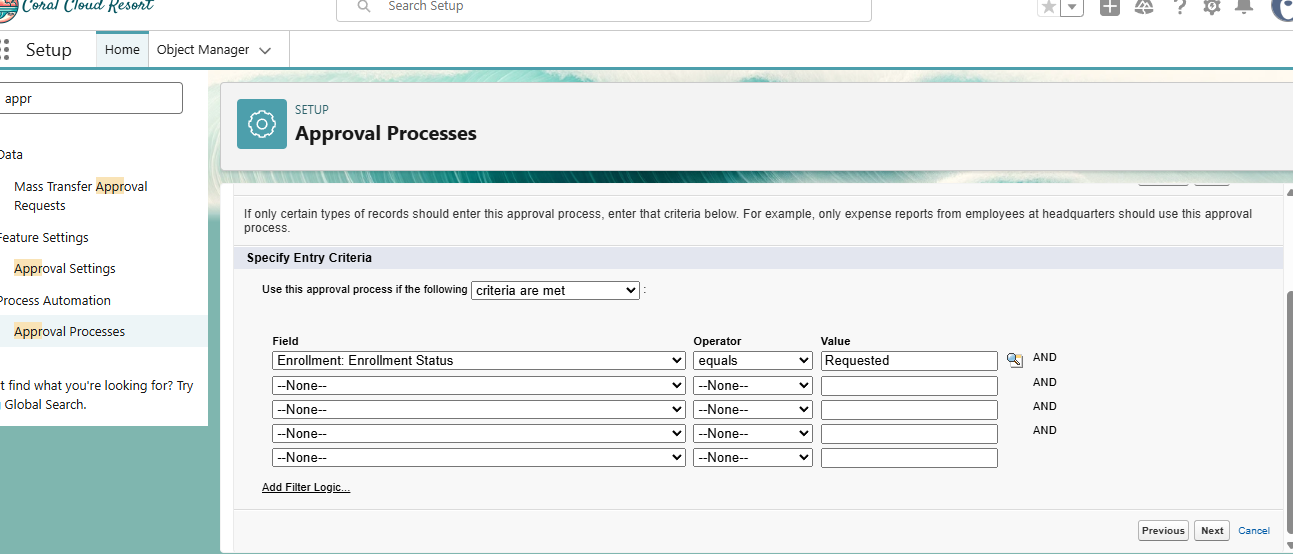 Coral Cloud Resort
Search Setup
Setup
Home
Object Manager
appr
Data
Mass Transfer Approval
Requests
Feature Settings
Approval Settings
Process Automation
Approval Processes
t find what you're looking for? Try
Global Search.
SETUP
Approval Processes
If only certain types of records should enter this approval process, enter that criteria below. For example, only expense reports from employees at headquarters should use this approval
process.
Specify Entry Criteria
Use this approval process if the following criteria are met :
Field Operator Value
Enrollment: Enrollment Status equals Requested AND
--None-- --None-- AND
--None-- --None-- AND
--None-- --None-- AND
--None-- --None--
Add Filter Logic...
Previous Next Cancel